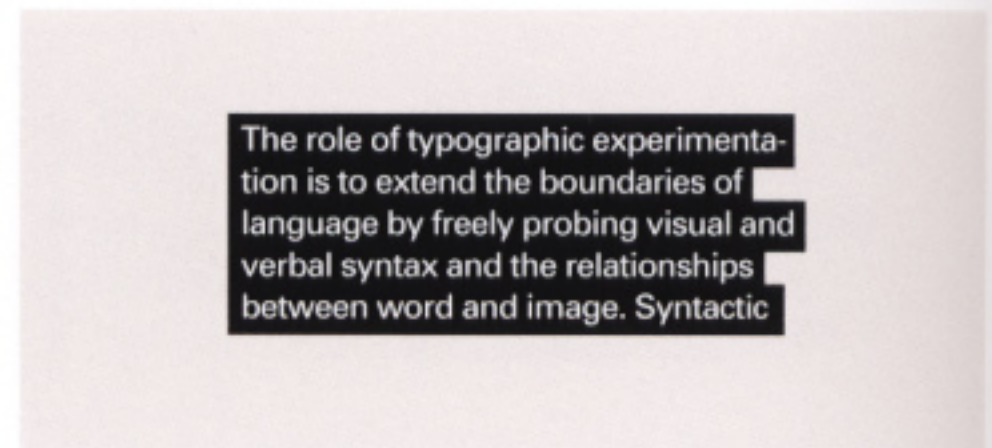 The role of typographic experimenta-
tion is to extend the boundaries of
language by freely probing visual and
verbal syntax and the relationships
between word and image. Syntactic